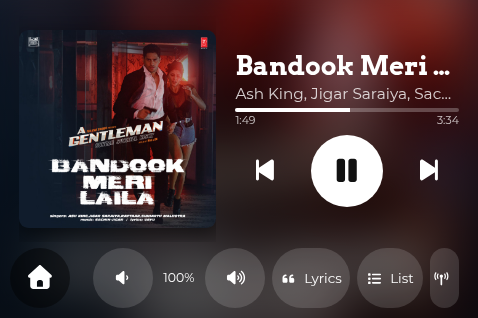 Bandook Meri ...
Ash King, Jigar Saraiya, Sac...
1:49
3:34
A
GENTLEMAN
BANDOOK
MERI
LAILA
100%
Lyrics
List